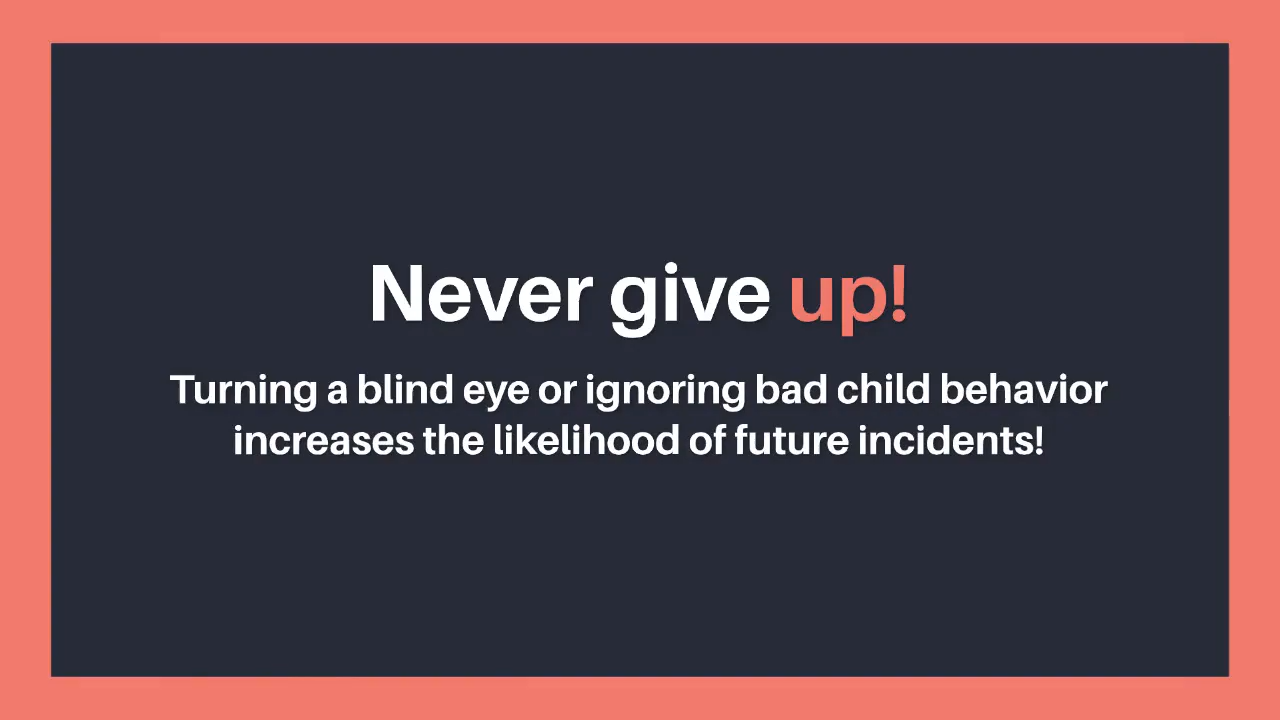 Never give up!
Turning a blind eye or ignoring bad child behavior
increases the likelihood of future incidents!